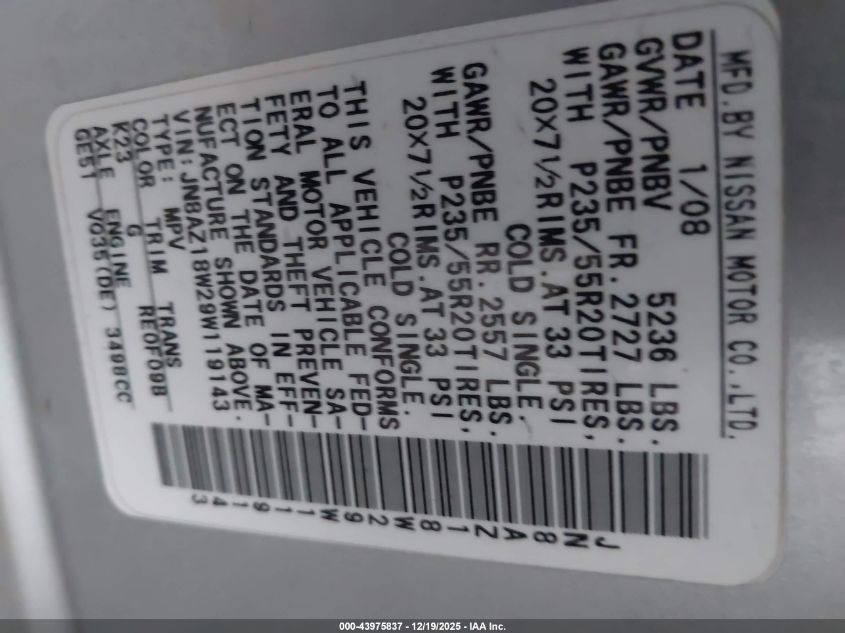 MFD.BY NISSAN MOTOR CO.,LTD.
DATE 1/08
GVWR/PNBV 5236 LBS.
GAWR/PNBE FR. 2727 LBS.
WITH P235/55R20TIRES,
20X7½RIMS.AT 33 PSI
COLD SINGLE.
GAWR/PNBE RR. 2557 LBS.
WITH P235/55R20TIRES,
20X7½RIMS.AT 33 PSI
COLD SINGLE.
THIS VEHICLE CONFORMS
TO ALL APPLICABLE FED-
ERAL MOTOR VEHICLE SA-
FETY AND THEFT PREVEN-
TION STANDARDS IN EFF-
ECT ON THE DATE OF MA-
NUFACTURE SHOWN ABOVE.
VIN: JN8AZ18W29W119143
TYPE: MPV
COLOR TRIM TRANS
K23 G RE0F09B
AXLE ENGINE
GE51 VQ35(DE) 3498CC
JN8AZ18W29W119143
000-43975837 - 12/19/2025 - IAA Inc.